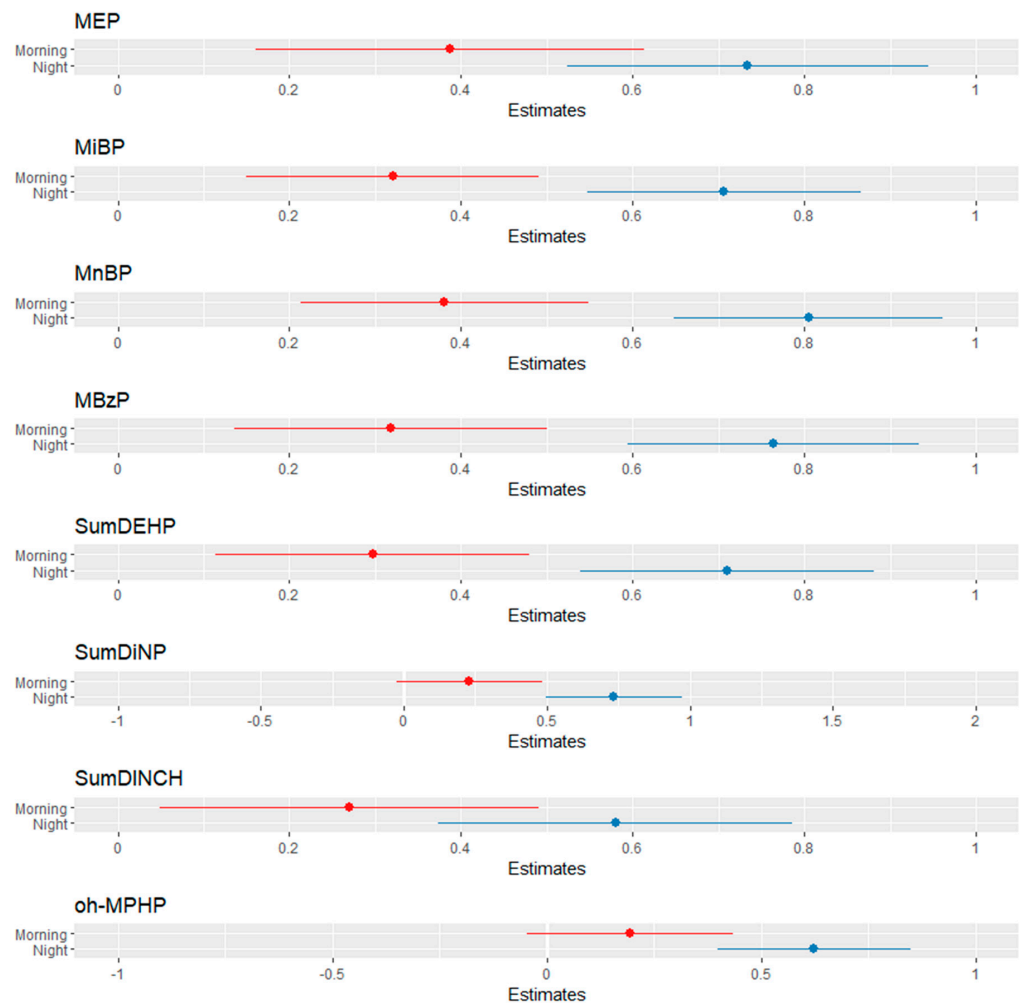 MEP
Morning
Night
0 0.2 0.4 0.6 0.8 1
Estimates
MiBP
Morning
Night
0 0.2 0.4 0.6 0.8 1
Estimates
MnBP
Morning
Night
0 0.2 0.4 0.6 0.8 1
Estimates
MBzP
Morning
Night
0 0.2 0.4 0.6 0.8 1
Estimates
SumDEHP
Morning
Night
0 0.2 0.4 0.6 0.8 1
Estimates
SumDiNP
Morning
Night
-1 -0.5 0 0.5 1 1.5 2
Estimates
SumDINCH
Morning
Night
0 0.2 0.4 0.6 0.8 1
Estimates
oh-MPHP
Morning
Night
-1 -0.5 0 0.5 1
Estimates